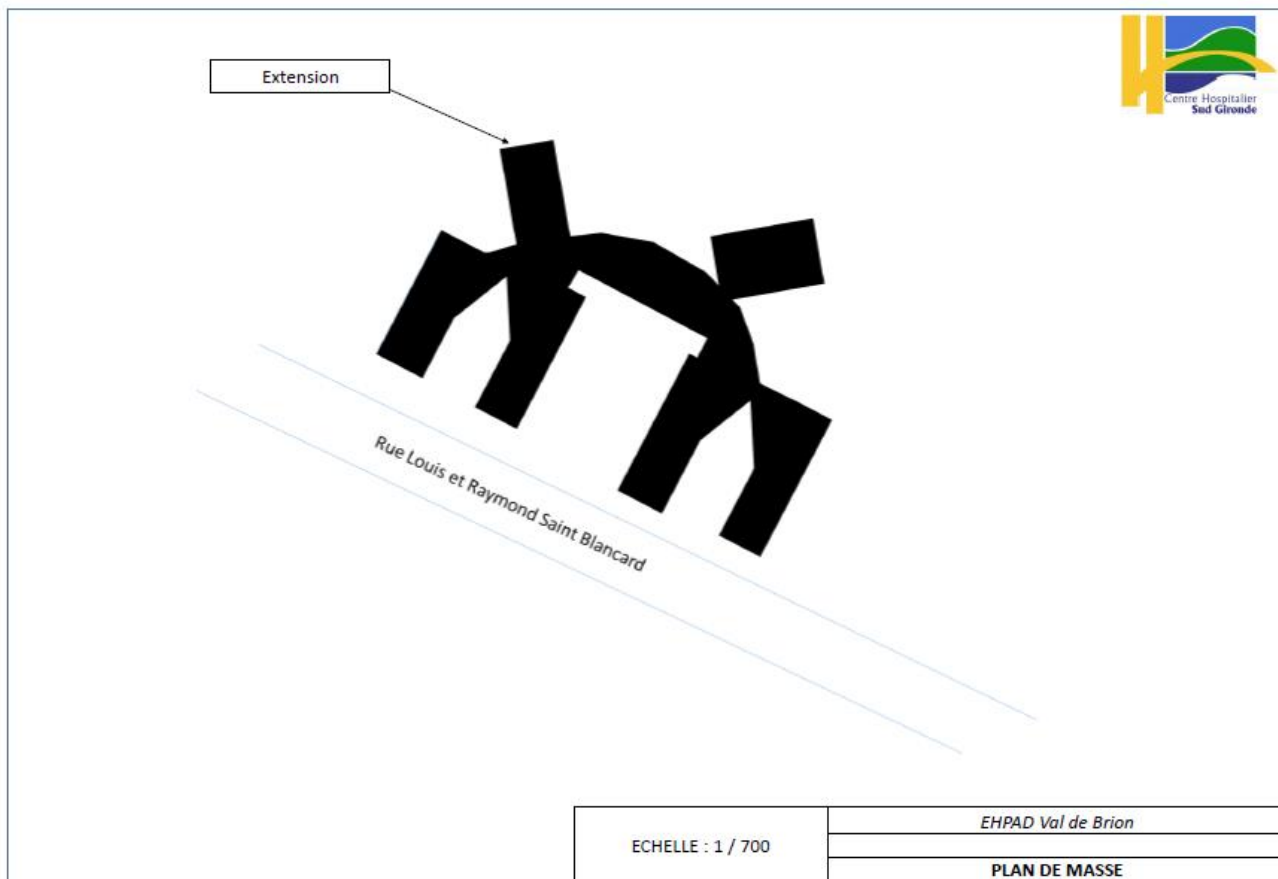 Extension
Centre Hospitalier
Sud Gironde
Rue Louis et Raymond Saint Blancard
ECHELLE : 1 / 700
EHPAD Val de Brion
PLAN DE MASSE